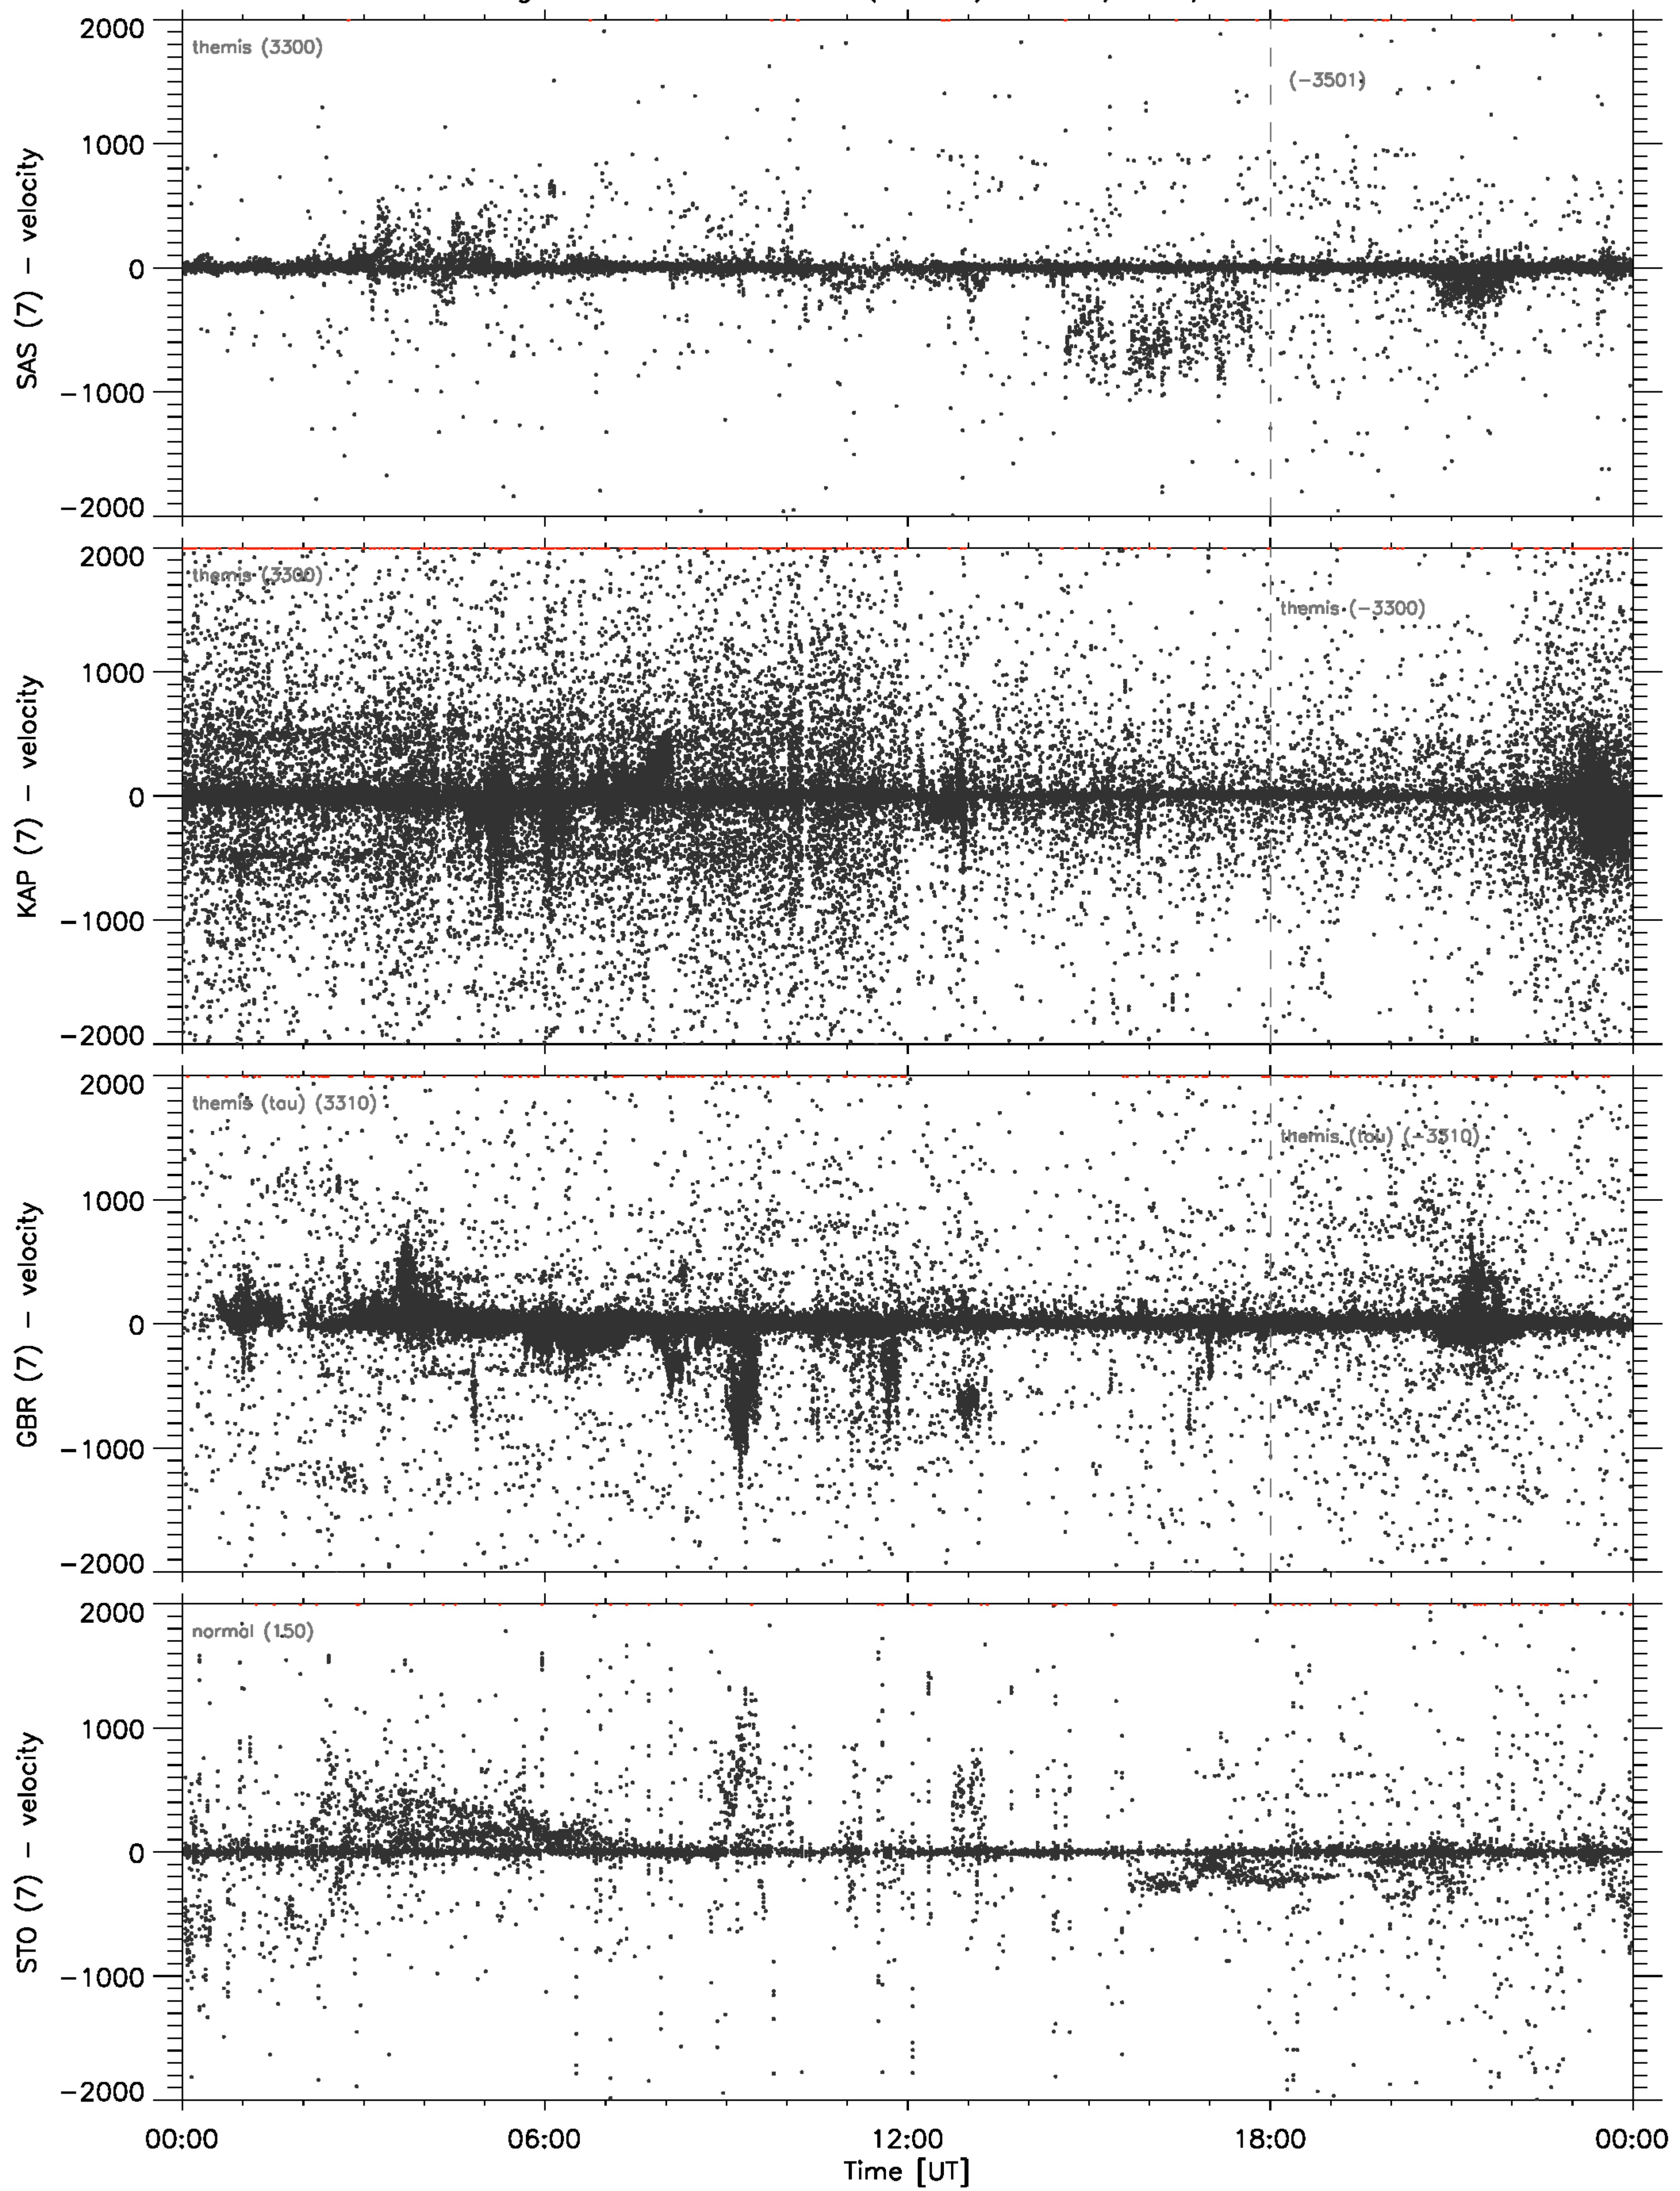 2000
themis (3300)
(-3501)
1000
0
-1000
-2000
SAS (7) - velocity
2000
themis (3300)
themis (-3300)
1000
0
-1000
-2000
KAP (7) - velocity
2000
themis (tau) (3310)
themis (tau) (-3310)
1000
0
-1000
-2000
GBR (7) - velocity
2000
normal (150)
1000
0
-1000
-2000
STO (7) - velocity
00:00 06:00 12:00 18:00 00:00
Time [UT]